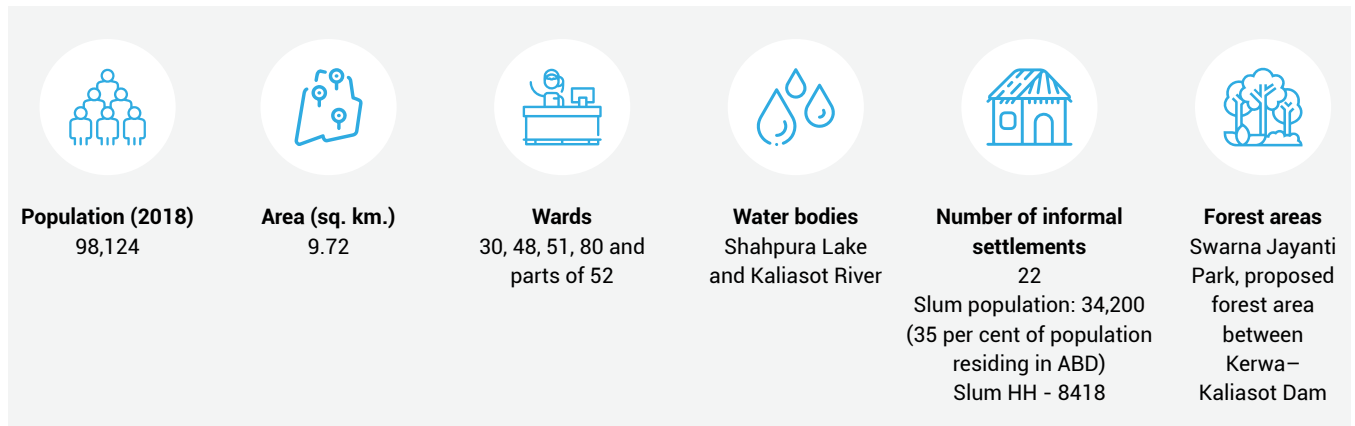 Population (2018)
98,124
Area (sq. km.)
9.72
Wards
30, 48, 51, 80 and
parts of 52
Water bodies
Shahpura Lake
and Kaliasot River
Number of informal
settlements
22
Slum population: 34,200
(35 per cent of population
residing in ABD)
Slum HH - 8418
Forest areas
Swarna Jayanti
Park, proposed
forest area
between
Kerwa–
Kaliasot Dam